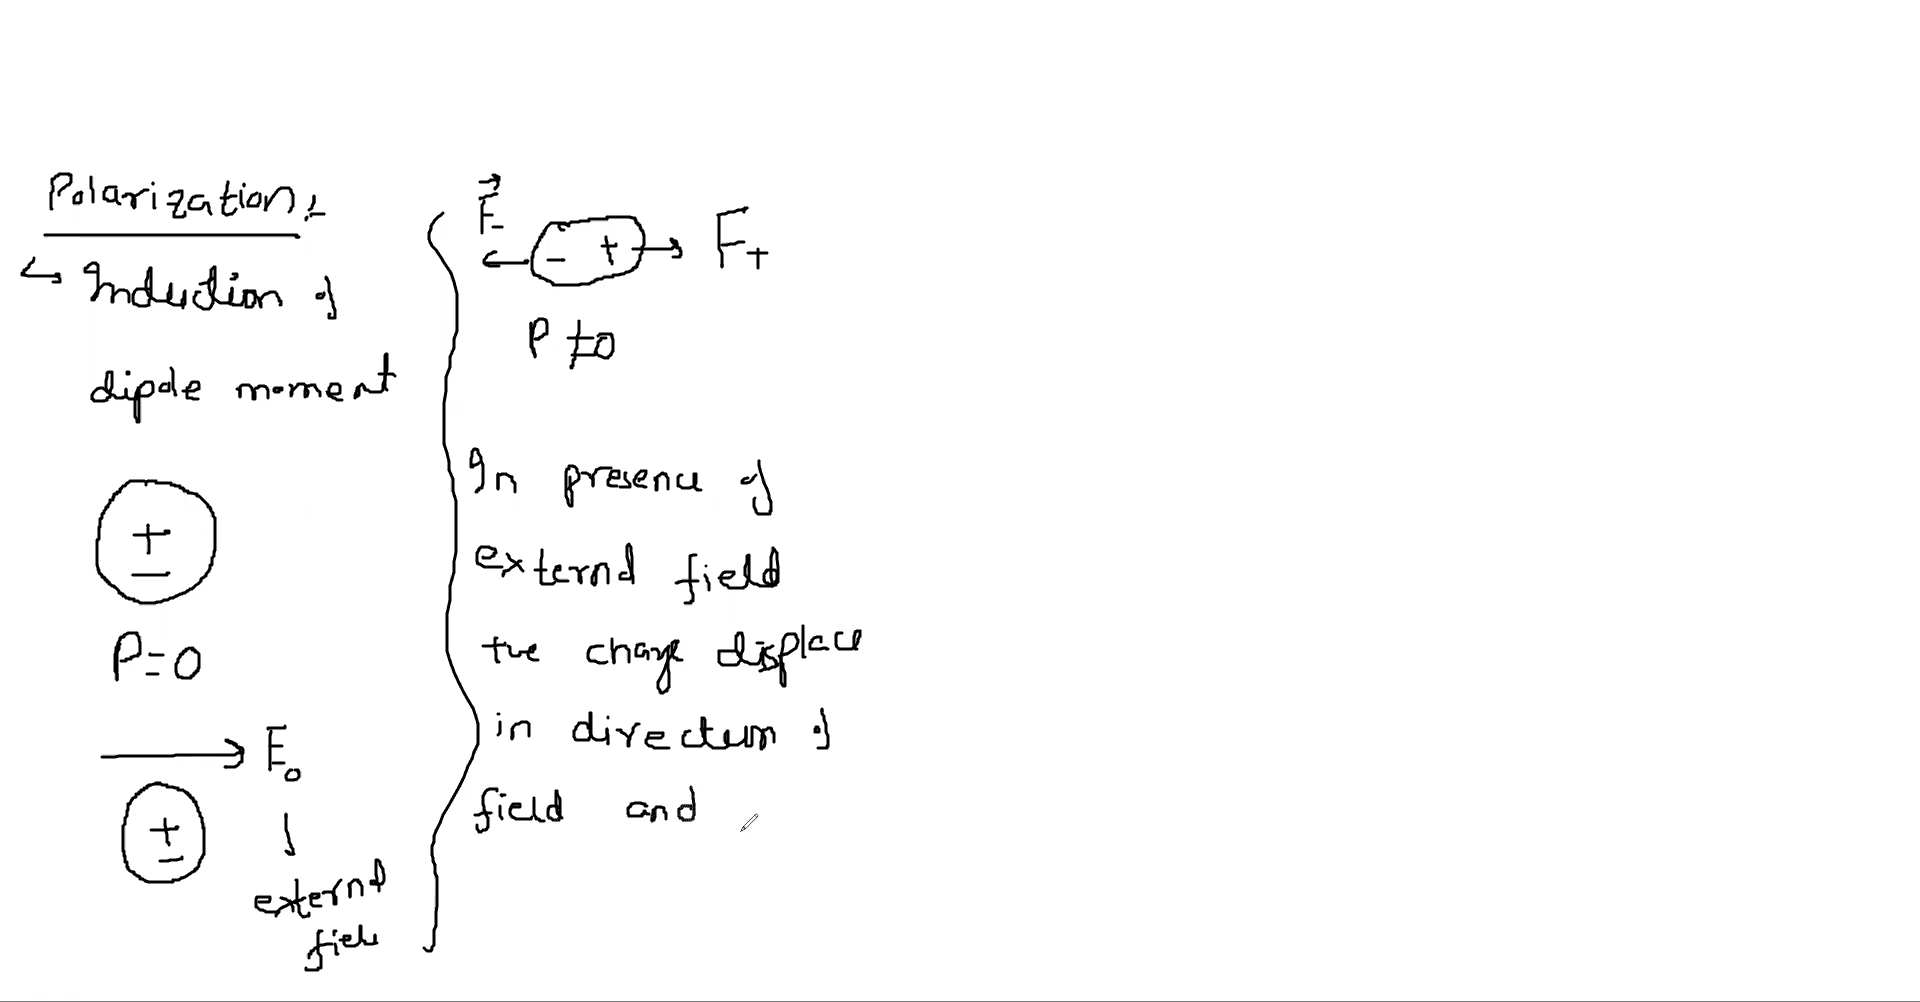 Polarization :-
↳ Induction of
dipole moment
+
−
P=0
→ E₀
+
−
↓
external
field
F⃗₋
← − + → F₊
P ≠ 0
In presence of
external field
+ve charge displace
in direction of
field and